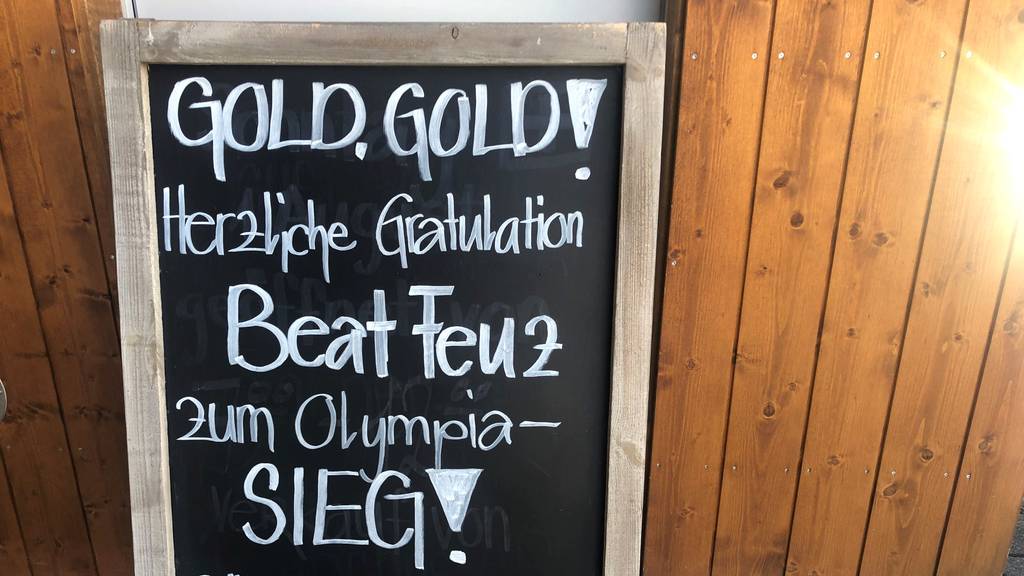 GOLD, GOLD!
Herzliche Gratulation
Beat Feuz
zum Olympia-
SIEG!